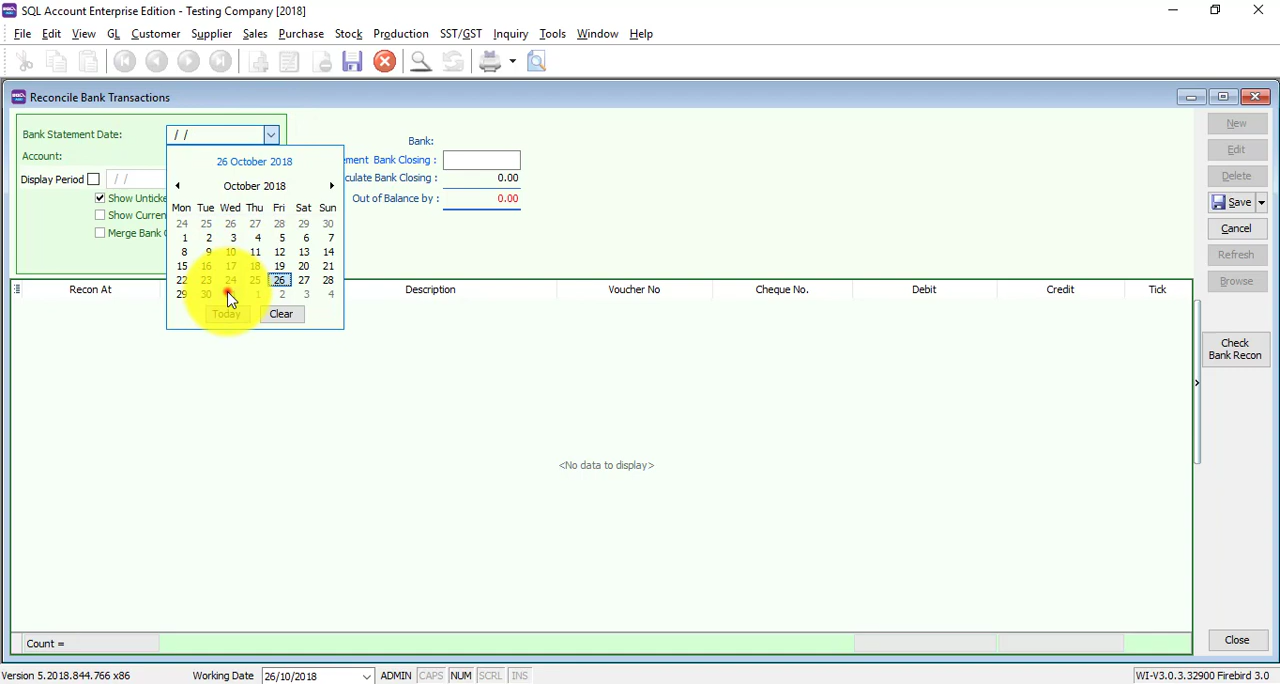 SQL Account Enterprise Edition - Testing Company [2018]
File Edit View GL Customer Supplier Sales Purchase Stock Production SST/GST Inquiry Tools Window Help
Reconcile Bank Transactions
Bank Statement Date: / /
Account:
Display Period / /
Show Untick
Show Curren
Merge Bank
26 October 2018
October 2018
Mon Tue Wed Thu Fri Sat Sun
24 25 26 27 28 29 30
1 2 3 4 5 6 7
8 9 10 11 12 13 14
15 16 17 18 19 20 21
22 23 24 25 26 27 28
29 30 1 2 3 4
Today Clear
Bank:
ment Bank Closing :
culate Bank Closing : 0.00
Out of Balance by : 0.00
New
Edit
Delete
Save
Cancel
Refresh
Browse
Check
Bank Recon
Close
Recon At Description Voucher No Cheque No. Debit Credit Tick
<No data to display>
Count =
Version 5.2018.844.766 x86 Working Date 26/10/2018 ADMIN CAPS NUM SCRL INS WI-V3.0.3.32900 Firebird 3.0